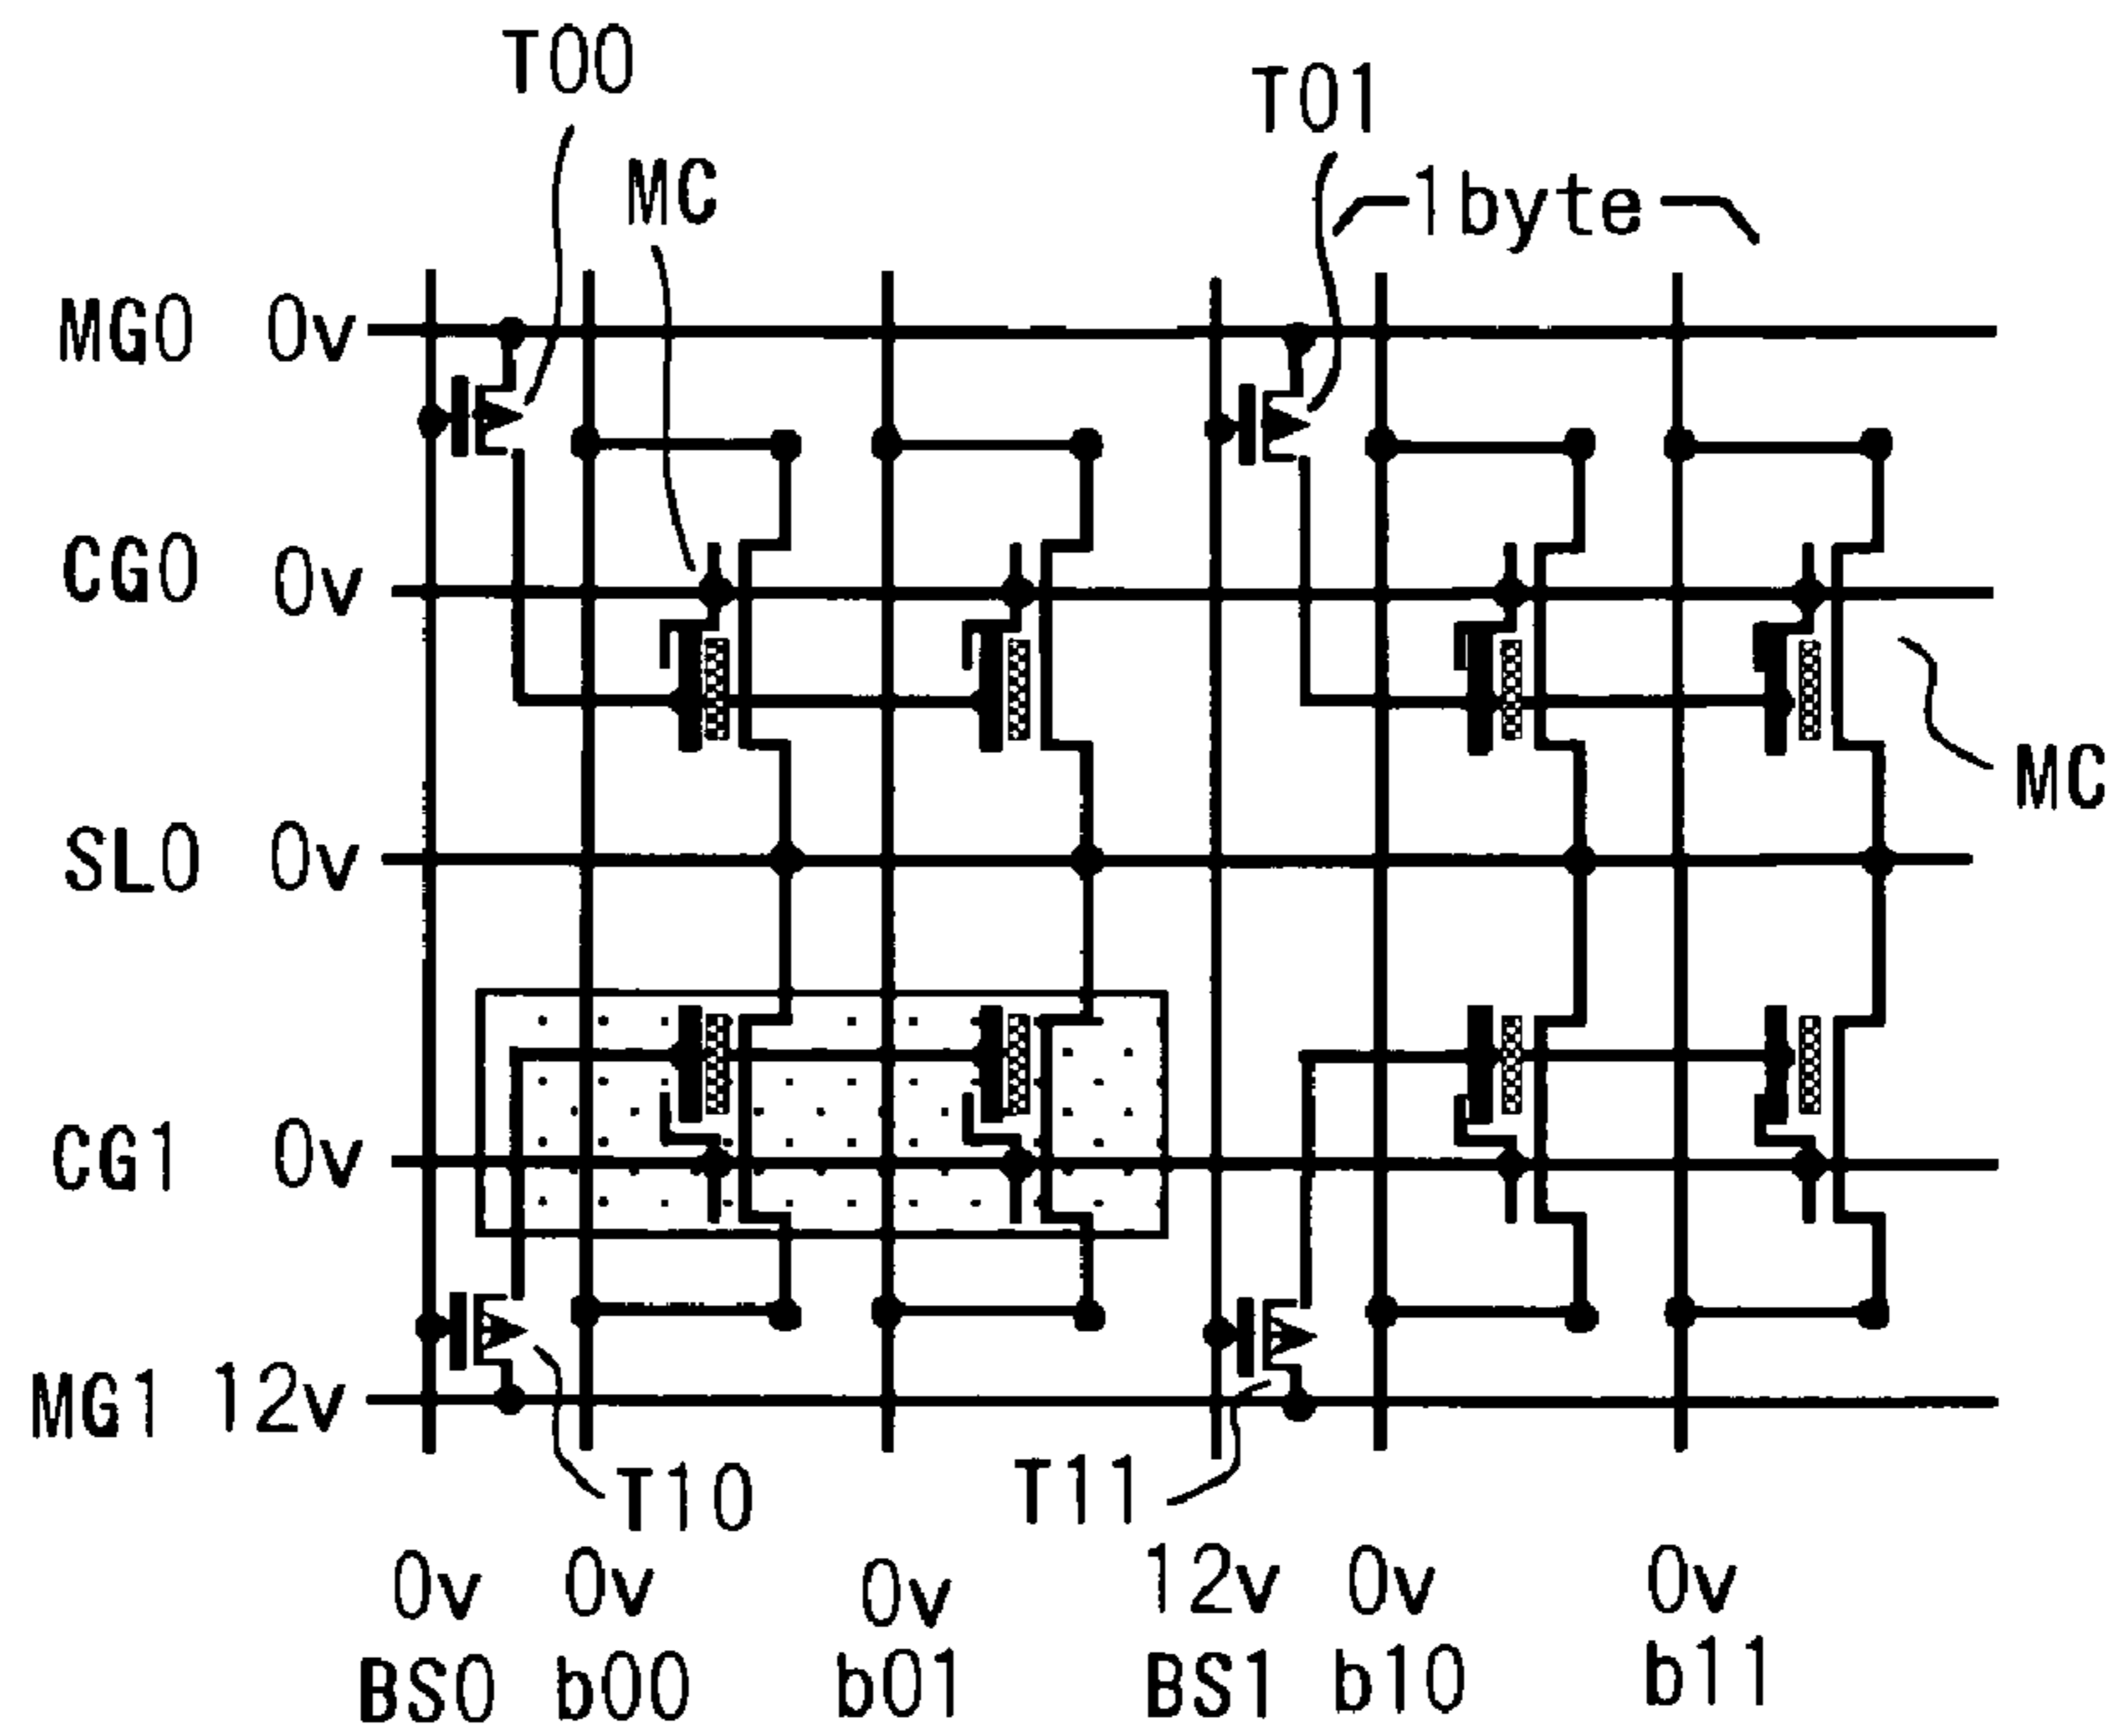 T00
T01
MC
1byte
MG0 0v
CG0 0v
MC
SL0 0v
CG1 0v
MG1 12v
T10
T11
0v 0v 0v 12v 0v 0v
BS0 b00 b01 BS1 b10 b11